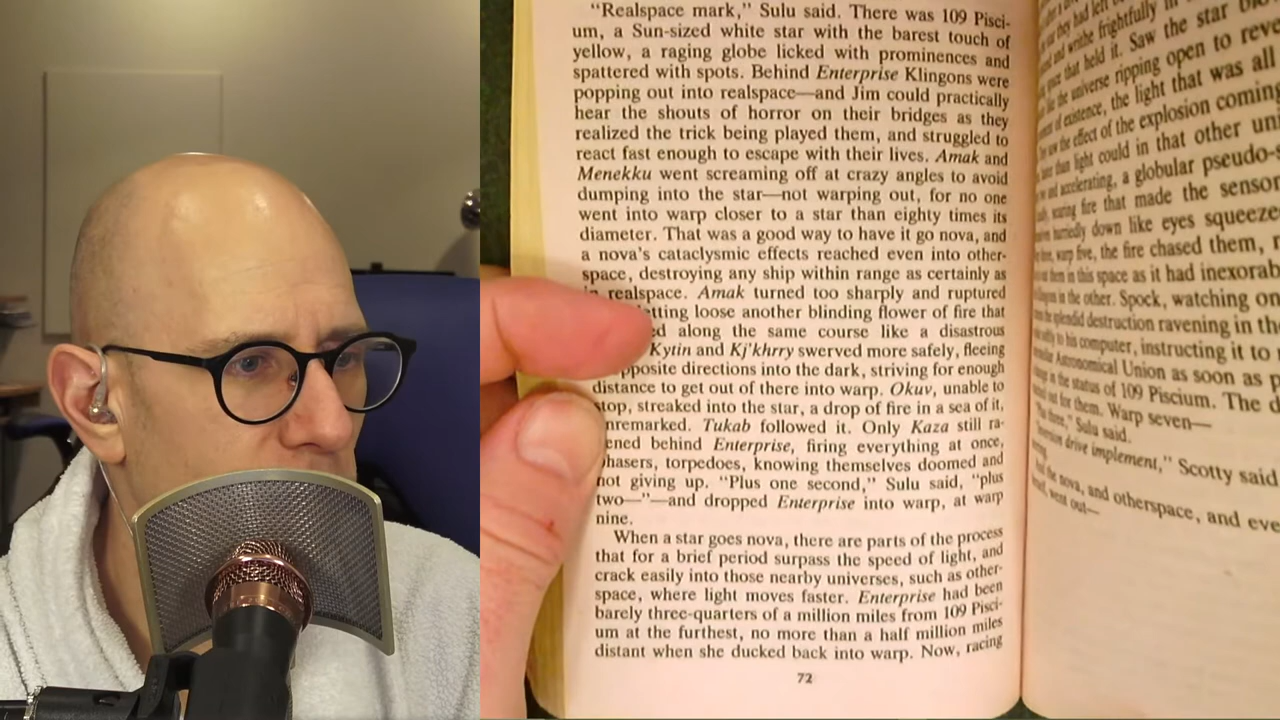 “Realspace mark,” Sulu said. There was 109 Pisci-
um, a Sun-sized white star with the barest touch of
yellow, a raging globe licked with prominences and
spattered with spots. Behind Enterprise Klingons were
popping out into realspace—and Jim could practically
hear the shouts of horror on their bridges as they
realized the trick being played them, and struggled to
react fast enough to escape with their lives. Amak and
Menekku went screaming off at crazy angles to avoid
dumping into the star—not warping out, for no one
went into warp closer to a star than eighty times its
diameter. That was a good way to have it go nova, and
a nova’s cataclysmic effects reached even into other-
space, destroying any ship within range as certainly as
in realspace. Amak turned too sharply and ruptured
etting loose another blinding flower of fire that
ed along the same course like a disastrous
Kytin and Kj’khrry swerved more safely, fleeing
pposite directions into the dark, striving for enough
distance to get out of there into warp. Okuv, unable to
stop, streaked into the star, a drop of fire in a sea of it,
unremarked. Tukab followed it. Only Kaza still ra-
ened behind Enterprise, firing everything at once,
phasers, torpedoes, knowing themselves doomed and
not giving up. “Plus one second,” Sulu said, “plus
two—”—and dropped Enterprise into warp, at warp
nine.
When a star goes nova, there are parts of the process
that for a brief period surpass the speed of light, and
crack easily into those nearby universes, such as other-
space, where light moves faster. Enterprise had been
barely three-quarters of a million miles from 109 Pisci-
um at the furthest, no more than a half million miles
distant when she ducked back into warp. Now, racing
72
they had left
and writhe frightfully in
space that held it. Saw the star
the universe ripping open to reve
of existence, the light that was all
saw the effect of the explosion coming
than light could in that other uni
and accelerating, a globular pseudo-s
searing fire that made the sensor
hurriedly down like eyes squeeze
warp five, the fire chased them,
them in this space as it had inexorab
in the other. Spock, watching on
splendid destruction ravening in the
to his computer, instructing it to
Astronomical Union as soon as p
in the status of 109 Piscium. The d
out for them. Warp seven—
three,” Sulu said.
drive implement,” Scotty said
the nova, and otherspace, and eve
went out—